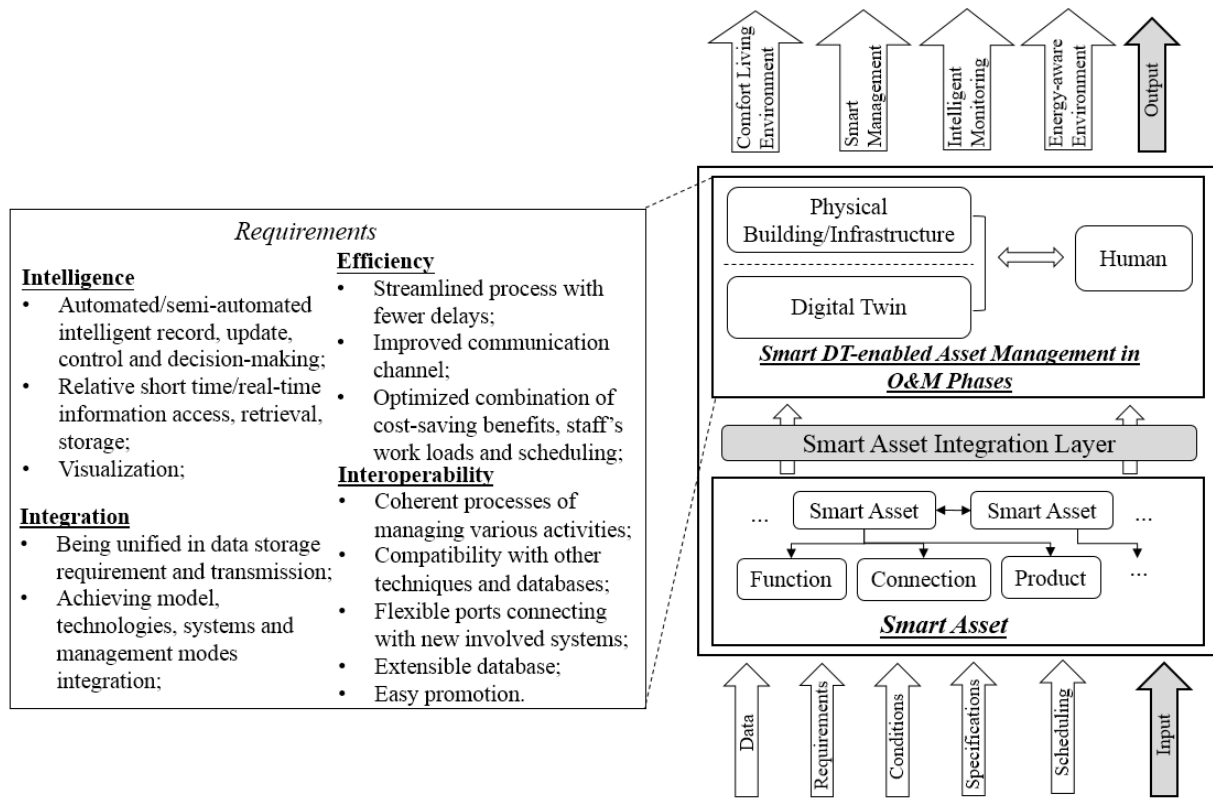 Requirements
Intelligence
• Automated/semi-automated
intelligent record, update,
control and decision-making;
• Relative short time/real-time
information access, retrieval,
storage;
• Visualization;
Integration
• Being unified in data storage
requirement and transmission;
• Achieving model,
technologies, systems and
management modes
integration;
Efficiency
• Streamlined process with
fewer delays;
• Improved communication
channel;
• Optimized combination of
cost-saving benefits, staff's
work loads and scheduling;
Interoperability
• Coherent processes of
managing various activities;
• Compatibility with other
techniques and databases;
• Flexible ports connecting
with new involved systems;
• Extensible database;
• Easy promotion.
Comfort Living
Environment
Smart
Management
Intelligent
Monitoring
Energy-aware
Environment
Output
Physical
Building/Infrastructure
Digital Twin
Human
Smart DT-enabled Asset Management in
O&M Phases
Smart Asset Integration Layer
... Smart Asset Smart Asset ...
Function Connection Product ...
Smart Asset
Data
Requirements
Conditions
Specifications
Scheduling
Input